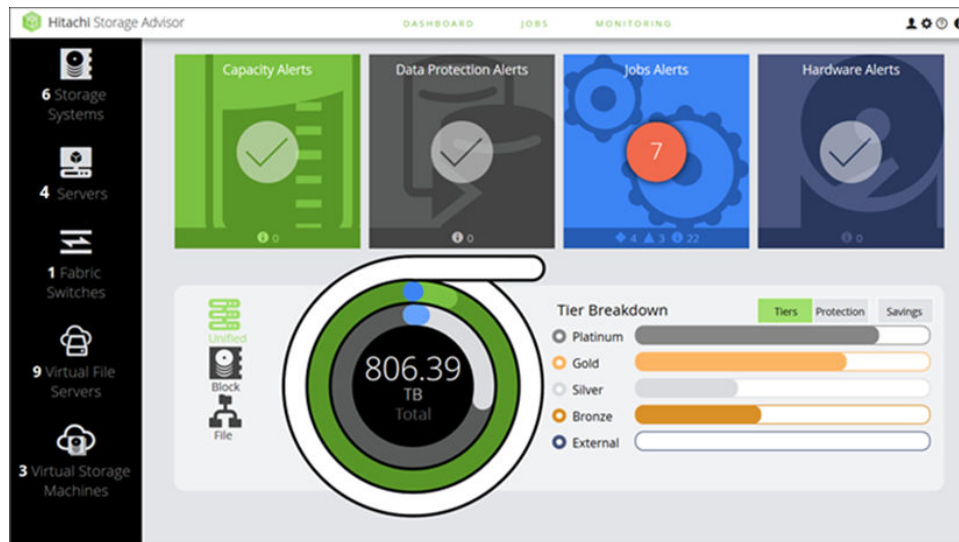 Hitachi Storage Advisor
DASHBOARD
JOBS
MONITORING
6 Storage
Systems
4 Servers
1 Fabric
Switches
9 Virtual File
Servers
3 Virtual Storage
Machines
Capacity Alerts
0
Data Protection Alerts
0
Jobs Alerts
7
4 3 22
Hardware Alerts
0
Unified
Block
File
806.39
TB
Total
Tier Breakdown
Tiers
Protection
Savings
Platinum
Gold
Silver
Bronze
External